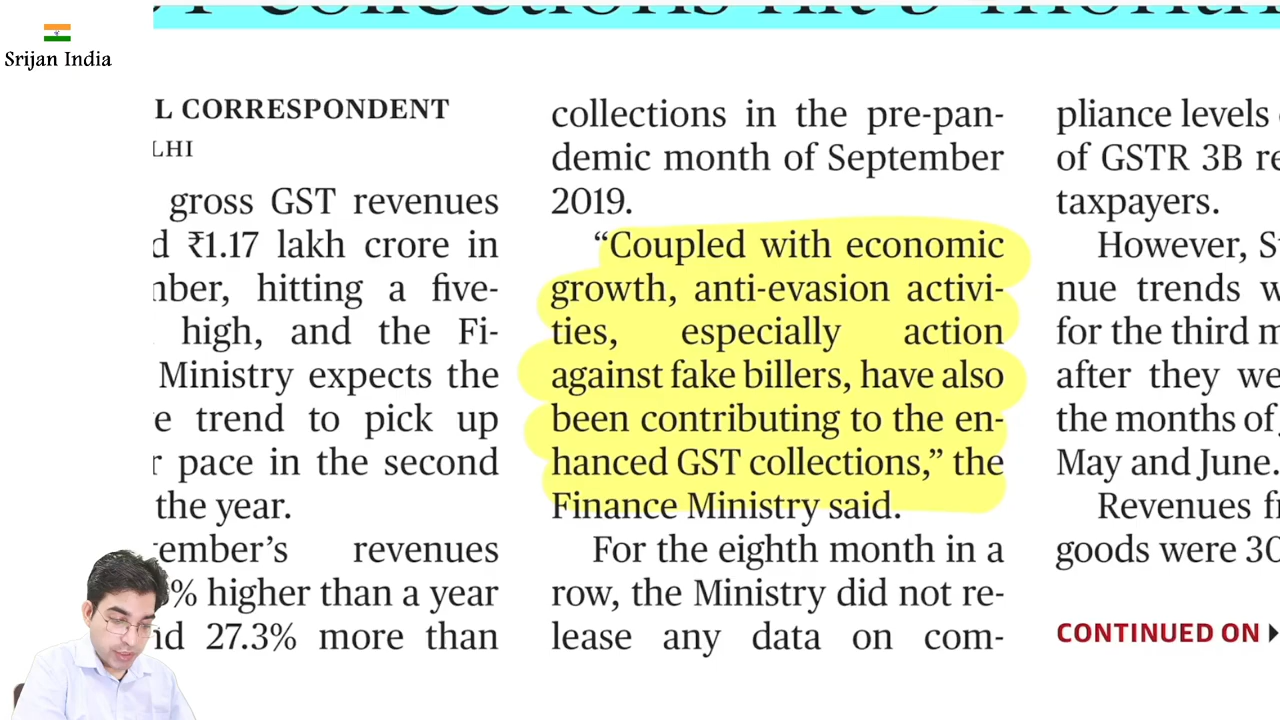 Srijan India
L CORRESPONDENT
LHI
gross GST revenues
d ₹1.17 lakh crore in
mber, hitting a five-
high, and the Fi-
Ministry expects the
e trend to pick up
r pace in the second
the year.
tember's revenues
% higher than a year
nd 27.3% more than
collections in the pre-pan-
demic month of September
2019.
“Coupled with economic
growth, anti-evasion activi-
ties, especially action
against fake billers, have also
been contributing to the en-
hanced GST collections,” the
Finance Ministry said.
For the eighth month in a
row, the Ministry did not re-
lease any data on com-
pliance levels
of GSTR 3B re
taxpayers.
However, S
nue trends w
for the third m
after they we
the months of
May and June.
Revenues fr
goods were 30
CONTINUED ON